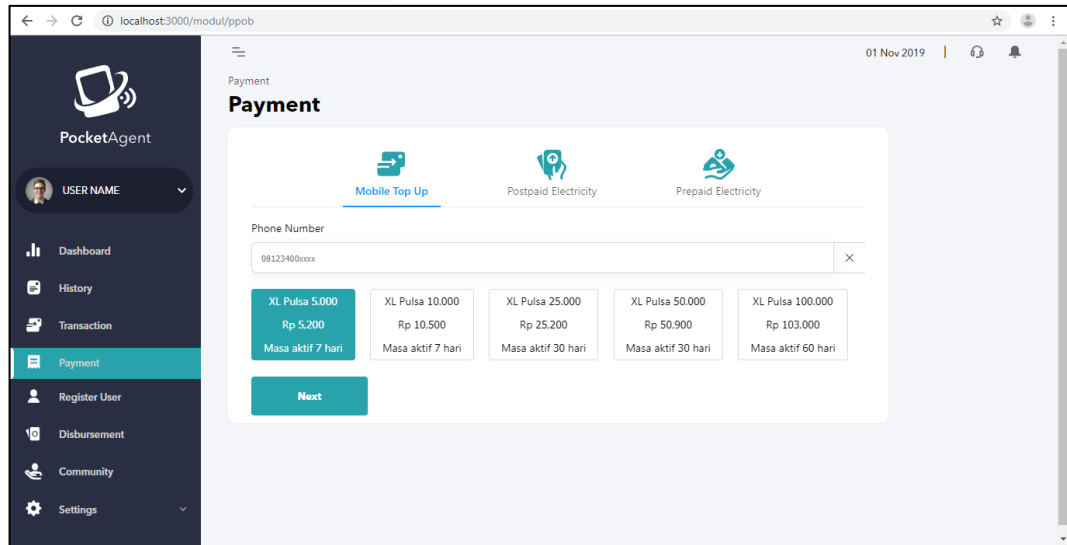 localhost:3000/modul/ppob
01 Nov 2019
PocketAgent
USER NAME
Dashboard
History
Transaction
Payment
Register User
Disbursement
Community
Settings
Payment
Payment
Mobile Top Up
Postpaid Electricity
Prepaid Electricity
Phone Number
08123400xxxx
XL Pulsa 5.000
Rp 5,200
Masa aktif 7 hari
XL Pulsa 10.000
Rp 10.500
Masa aktif 7 hari
XL Pulsa 25.000
Rp 25.200
Masa aktif 30 hari
XL Pulsa 50.000
Rp 50.900
Masa aktif 30 hari
XL Pulsa 100.000
Rp 103.000
Masa aktif 60 hari
Next